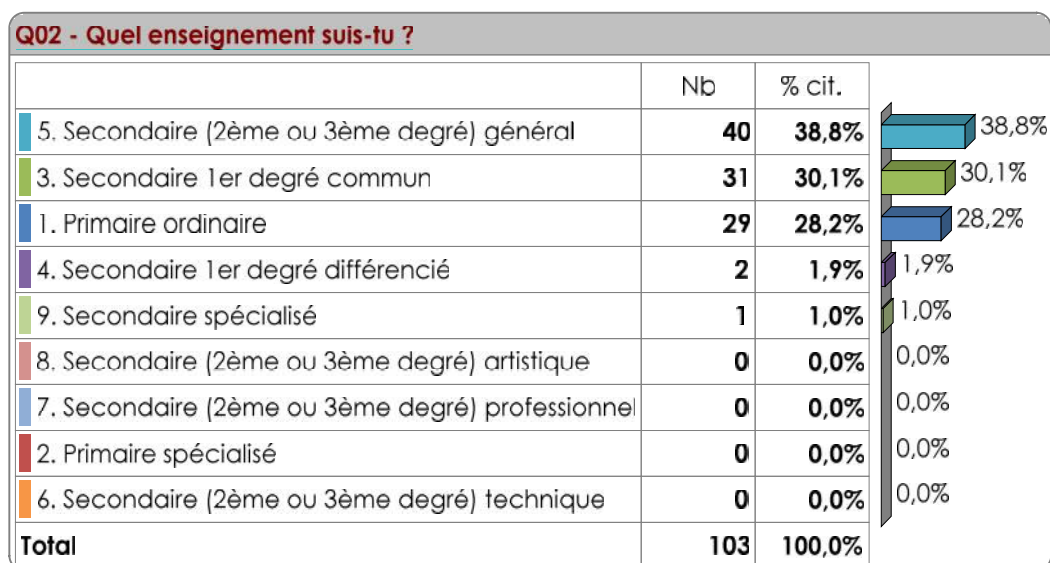 Q02 - Quel enseignement suis-tu ?
Nb % cit.
5. Secondaire (2ème ou 3ème degré) général 40 38,8% 38,8%
3. Secondaire 1er degré commun 31 30,1% 30,1%
1. Primaire ordinaire 29 28,2% 28,2%
4. Secondaire 1er degré différencié 2 1,9% 1,9%
9. Secondaire spécialisé 1 1,0% 1,0%
8. Secondaire (2ème ou 3ème degré) artistique 0 0,0% 0,0%
7. Secondaire (2ème ou 3ème degré) professionnel 0 0,0% 0,0%
2. Primaire spécialisé 0 0,0% 0,0%
6. Secondaire (2ème ou 3ème degré) technique 0 0,0% 0,0%
Total 103 100,0%